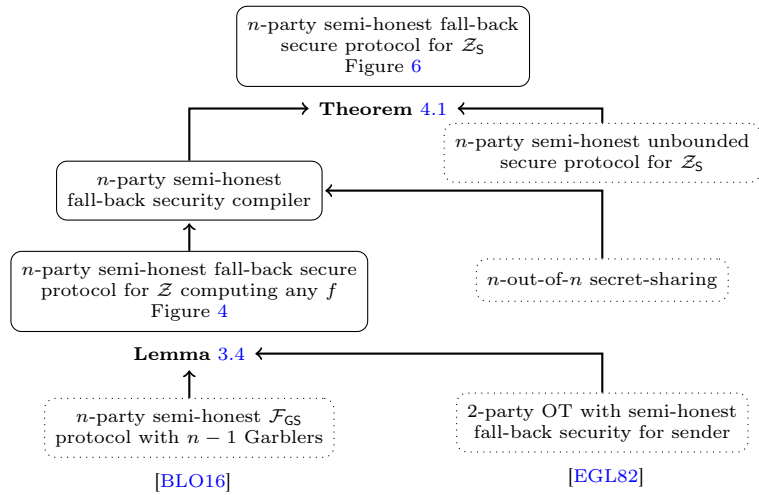 n-party semi-honest fall-back
secure protocol for 𝒵_S
Figure 6
Theorem 4.1
n-party semi-honest unbounded
secure protocol for 𝒵_S
n-party semi-honest
fall-back security compiler
n-party semi-honest fall-back secure
protocol for 𝒵 computing any f
Figure 4
n-out-of-n secret-sharing
Lemma 3.4
n-party semi-honest ℱ_GS
protocol with n − 1 Garblers
2-party OT with semi-honest
fall-back security for sender
[BLO16]
[EGL82]